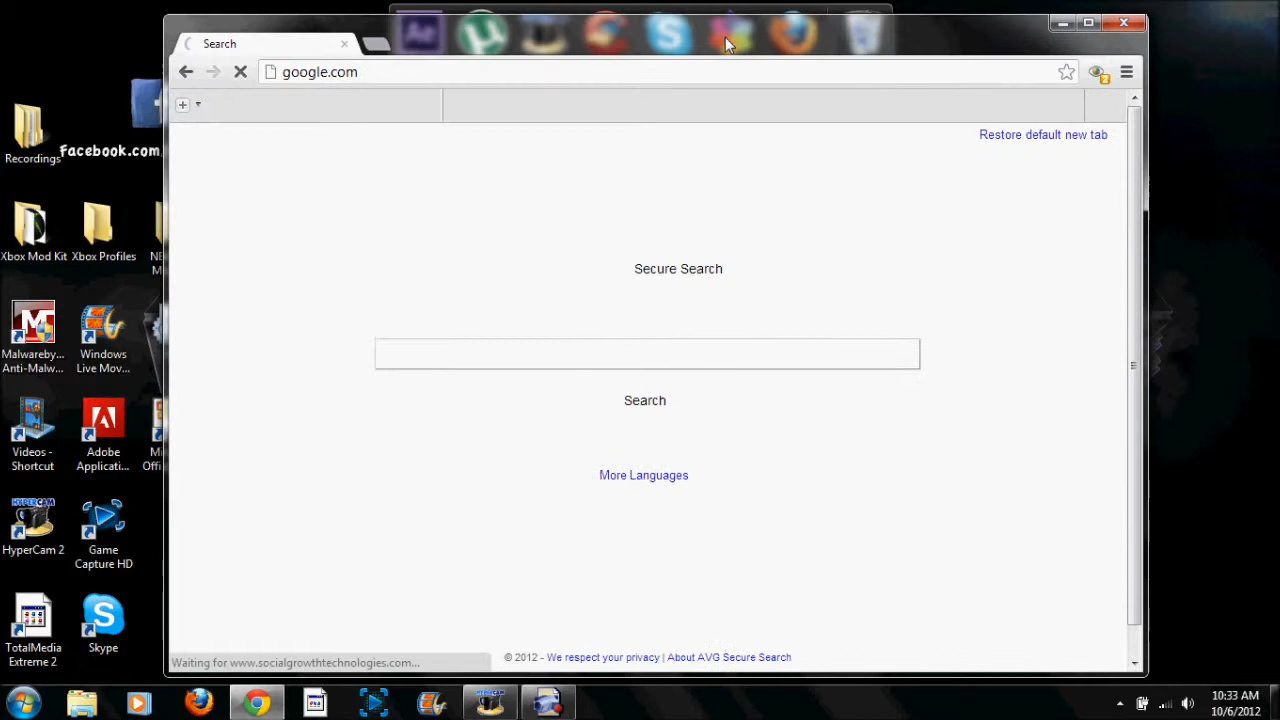 Search
google.com
Restore default new tab
Secure Search
Search
More Languages
Waiting for www.socialgrowthtechnologies.com...
© 2012 - We respect your privacy | About AVG Secure Search
Recordings
facebook.com
Xbox Mod Kit
Xbox Profiles
Malwareby...
Anti-Malw...
Windows
Live Mov...
Videos -
Shortcut
Adobe
Applicati...
HyperCam 2
Game
Capture HD
TotalMedia
Extreme 2
Skype
10:33 AM
10/6/2012